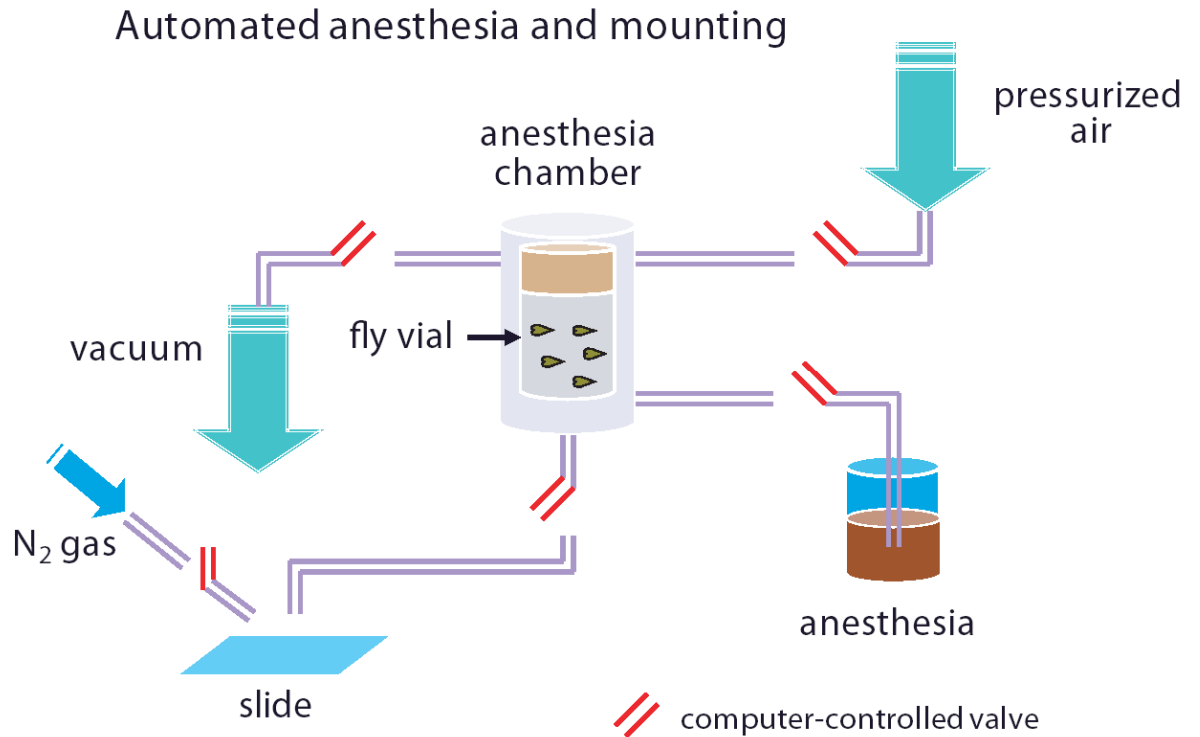 Automated anesthesia and mounting
pressurized
air
anesthesia
chamber
vacuum
fly vial
N₂ gas
anesthesia
slide
computer-controlled valve